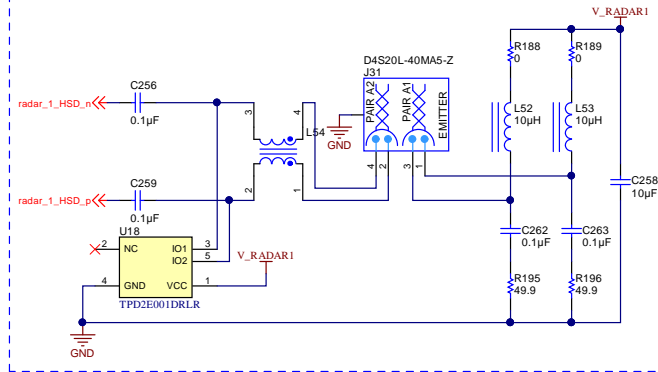 V_RADAR1
R188
0
R189
0
D4S20L-40MA5-Z
J31
PAIR A2
PAIR A1
EMITTER
C256
0.1µF
radar_1_HSD_n
3
4
L54
GND
4
2
3
1
L52
10µH
L53
10µH
C258
10µF
C259
0.1µF
radar_1_HSD_p
2
1
U18
2
NC
IO1
3
IO2
5
4
GND
VCC
1
TPD2E001DRLR
V_RADAR1
C262
0.1µF
C263
0.1µF
R195
49.9
R196
49.9
GND